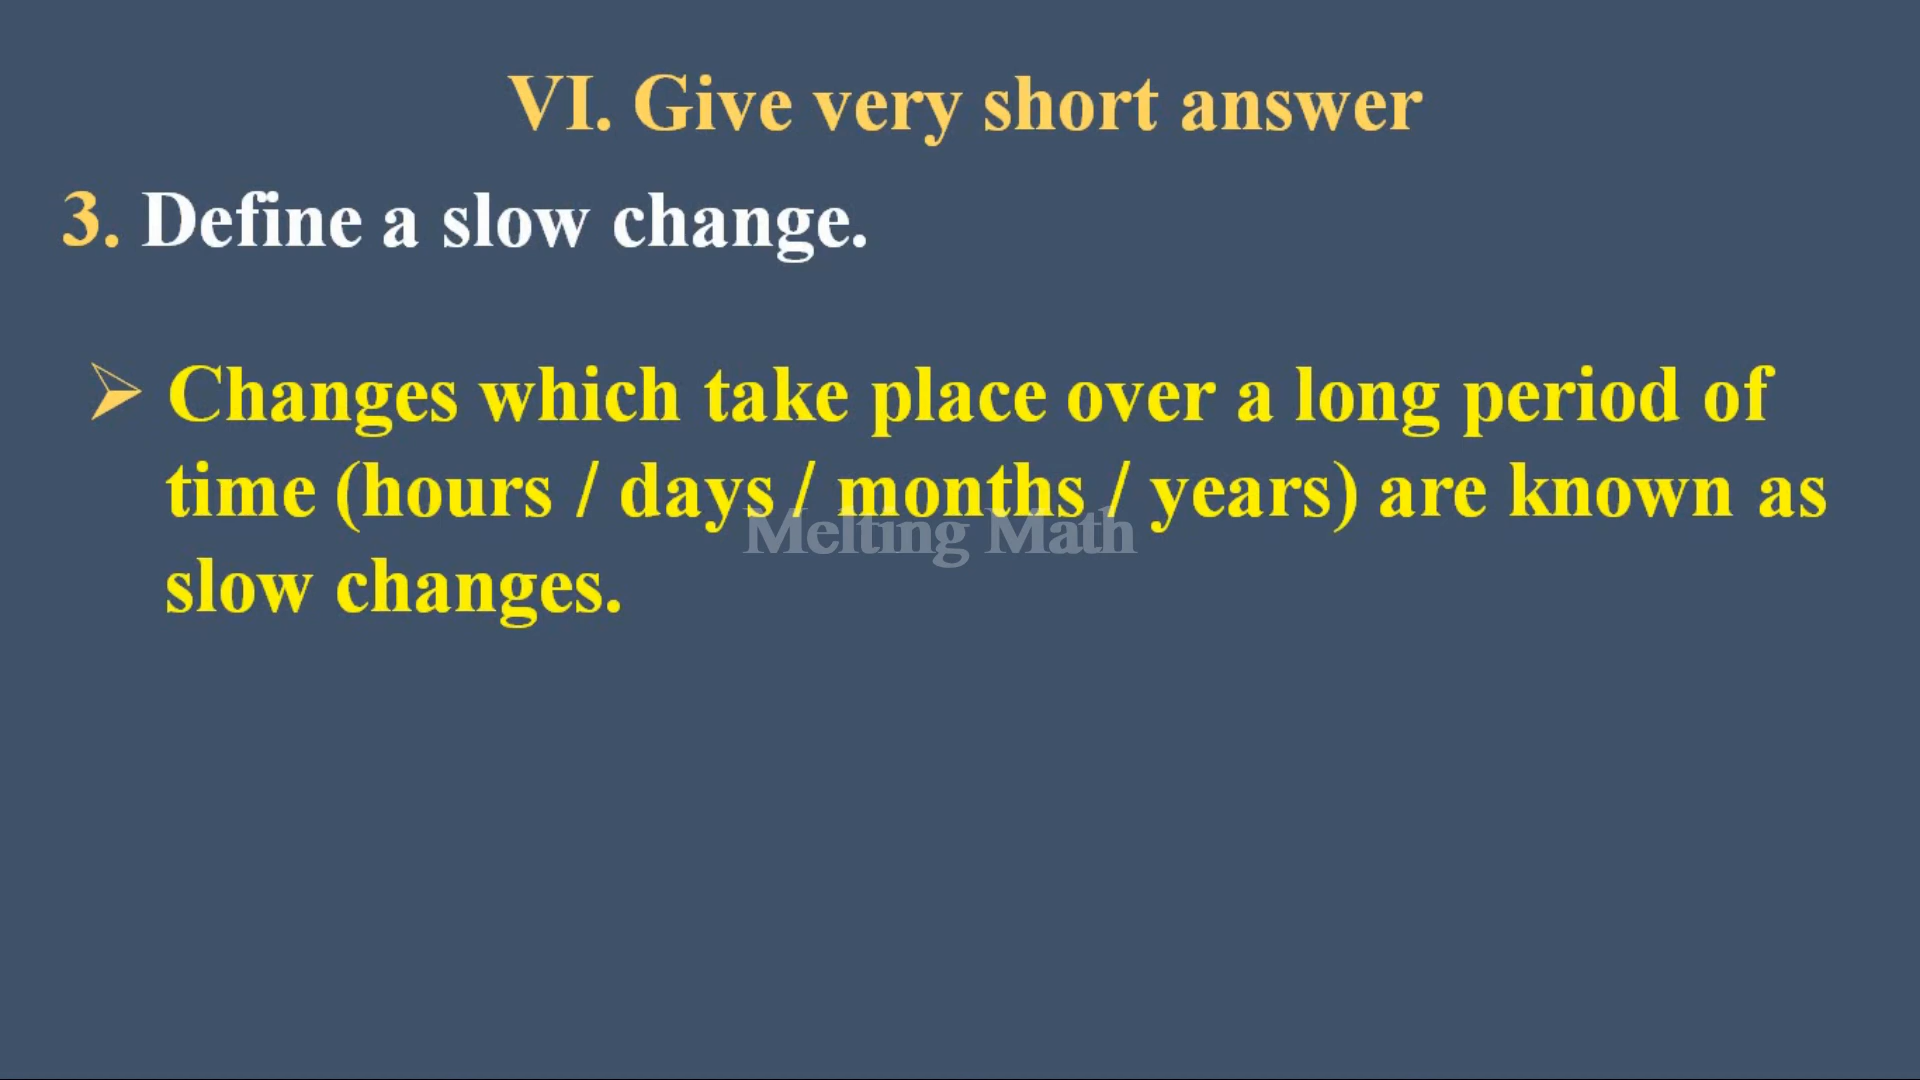 VI. Give very short answer
3. Define a slow change.
Changes which take place over a long period of
time (hours / days / months / years) are known as
Melting Math
slow changes.